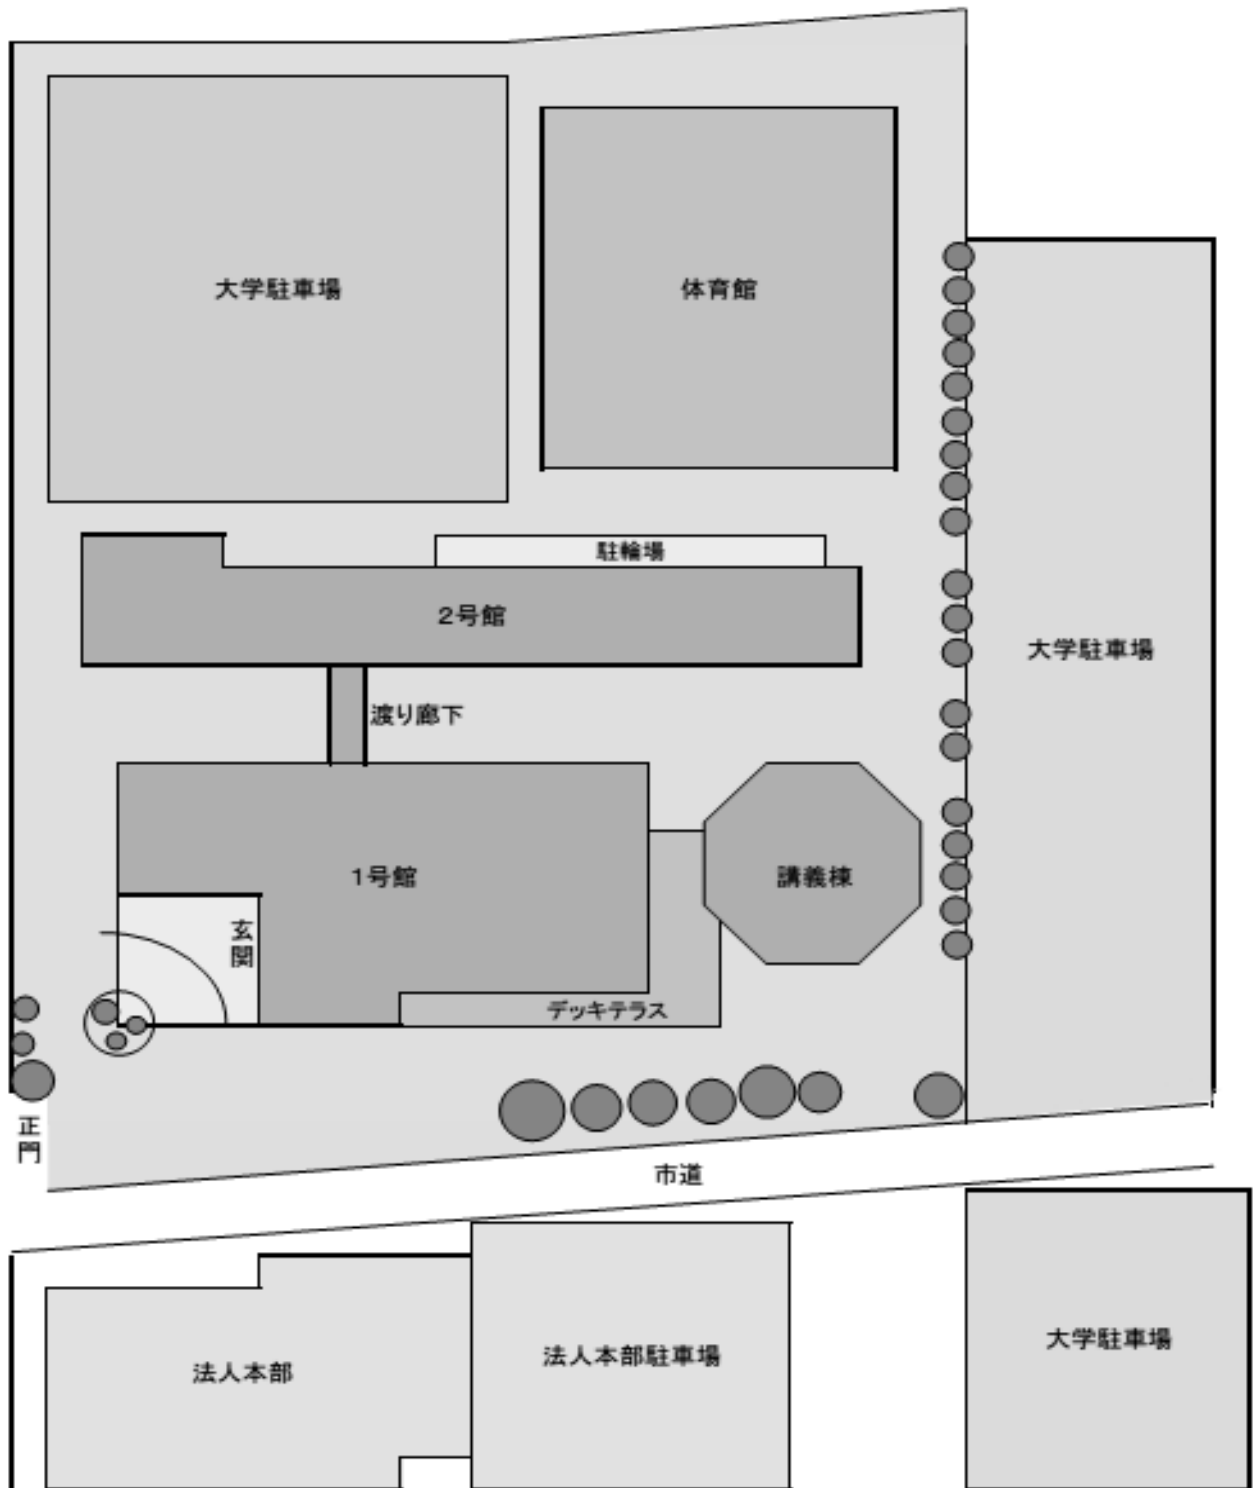 大学駐車場
体育館
駐輪場
2号館
大学駐車場
渡り廊下
1号館
講義棟
玄関
デッキテラス
正門
市道
法人本部
法人本部駐車場
大学駐車場